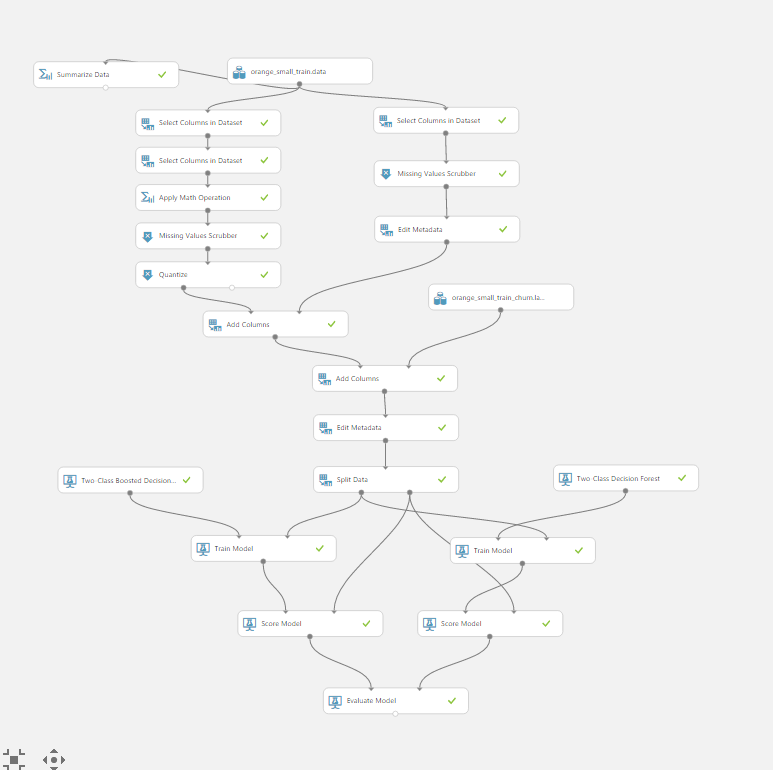 Summarize Data
orange_small_train.data
Select Columns in Dataset
Select Columns in Dataset
Select Columns in Dataset
Missing Values Scrubber
Apply Math Operation
Missing Values Scrubber
Edit Metadata
Quantize
orange_small_train_churn.la...
Add Columns
Add Columns
Edit Metadata
Two-Class Boosted Decision...
Split Data
Two-Class Decision Forest
Train Model
Train Model
Score Model
Score Model
Evaluate Model